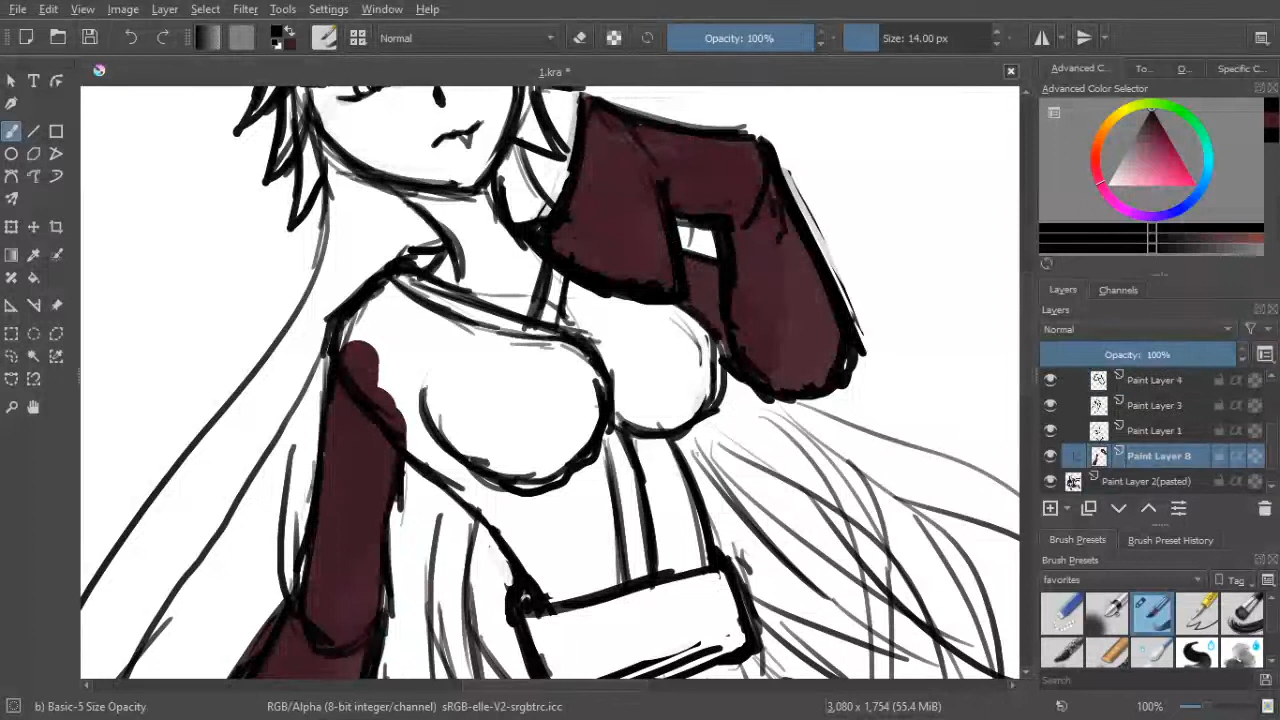 File Edit View Image Layer Select Filter Tools Settings Window Help
Normal Opacity: 100% Size: 14.00 px
1.kra *
Advanced C... To... O... Specific C...
Advanced Color Selector
Layers Channels
Layers
Normal
Opacity: 100%
Paint Layer 4
Paint Layer 3
Paint Layer 1
Paint Layer 8
Paint Layer 2(pasted)
Brush Presets Brush Preset History
Brush Presets
favorites Tag
Search
b) Basic-5 Size Opacity RGB/Alpha (8-bit integer/channel) sRGB-elle-V2-srgbtrc.icc 3,080 x 1,754 (55.4 MiB) 100%